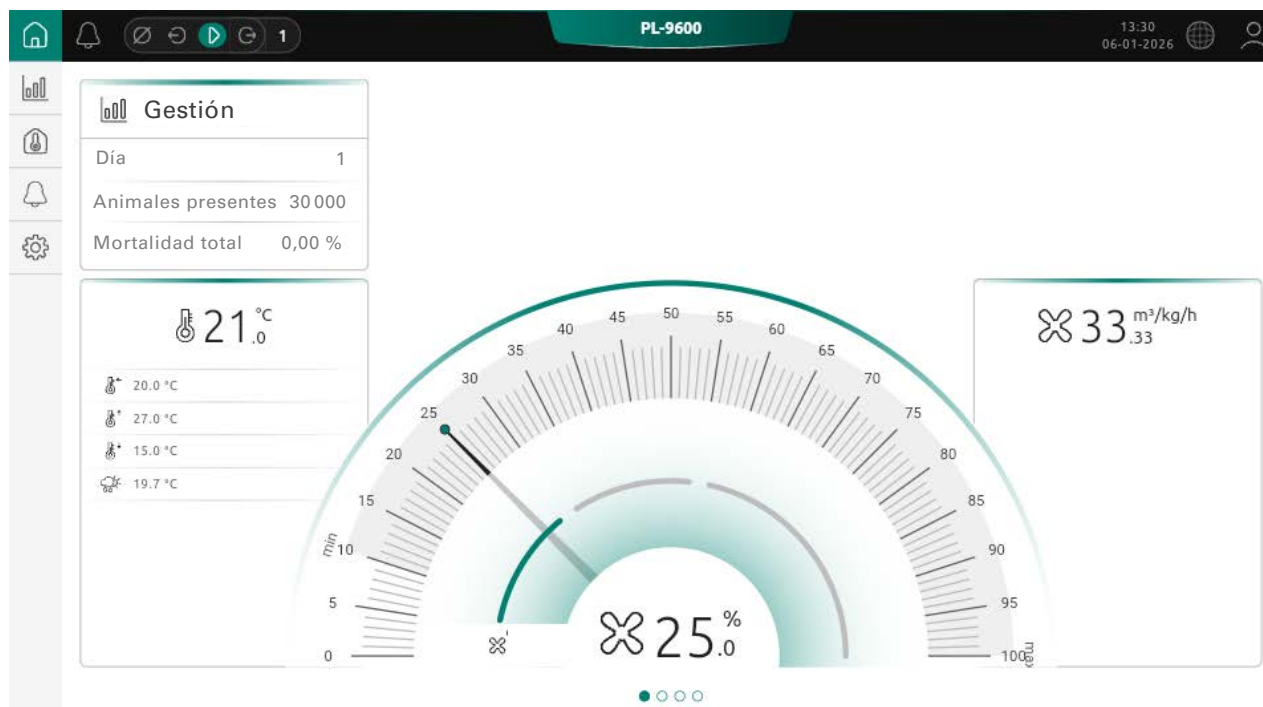 1
PL-9600
13:30
06-01-2026
Gestión
Día 1
Animales presentes 30 000
Mortalidad total 0,00 %
21.0 °C
20.0 °C
27.0 °C
15.0 °C
19.7 °C
0
5
10
min
15
20
25
30
35
40
45
50
55
60
65
70
75
80
85
90
95
100
max
25.0 %
33.33 m³/kg/h